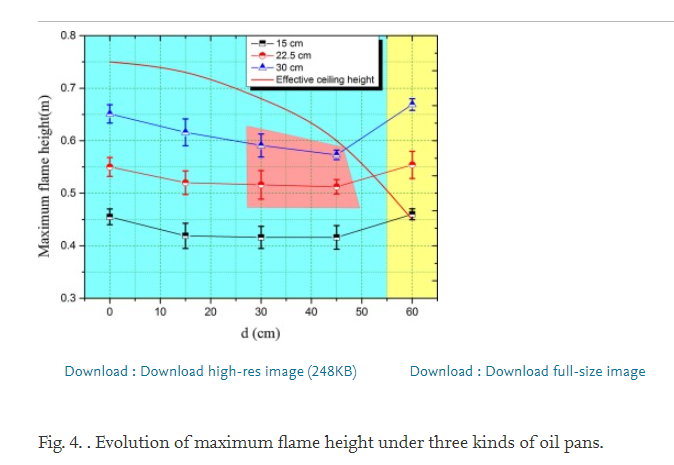 0.8
0.7
0.6
0.5
0.4
0.3
Maximum flame height(m)
15 cm
22.5 cm
30 cm
Effective ceiling height
0 10 20 30 40 50 60
d (cm)
Download : Download high-res image (248KB) Download : Download full-size image
Fig. 4. . Evolution of maximum flame height under three kinds of oil pans.